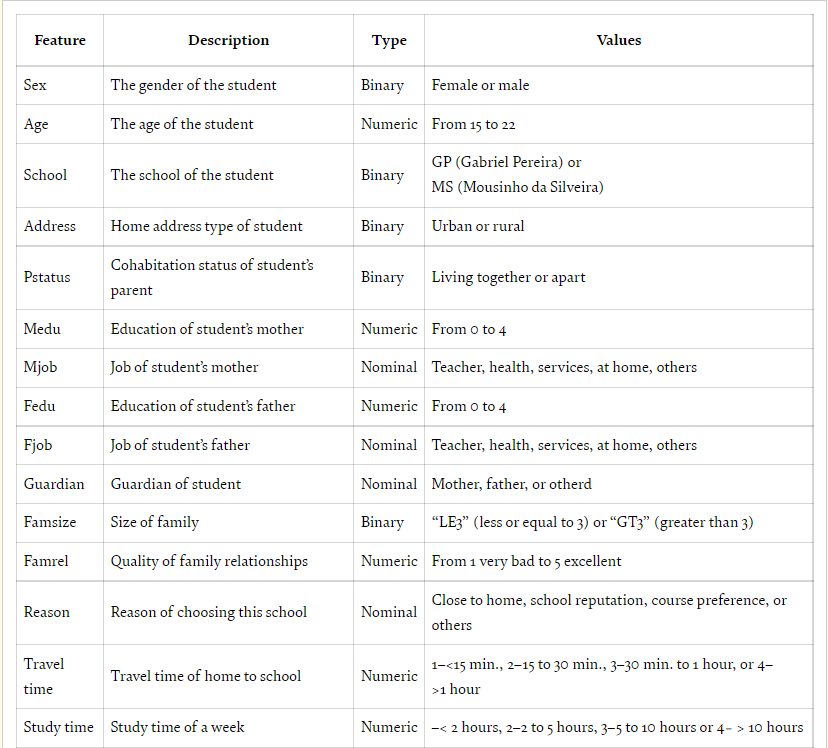 Feature Description Type Values
Sex The gender of the student Binary Female or male
Age The age of the student Numeric From 15 to 22
School The school of the student Binary GP (Gabriel Pereira) or
MS (Mousinho da Silveira)
Address Home address type of student Binary Urban or rural
Pstatus Cohabitation status of student's
parent Binary Living together or apart
Medu Education of student's mother Numeric From 0 to 4
Mjob Job of student's mother Nominal Teacher, health, services, at home, others
Fedu Education of student's father Numeric From 0 to 4
Fjob Job of student's father Nominal Teacher, health, services, at home, others
Guardian Guardian of student Nominal Mother, father, or otherd
Famsize Size of family Binary “LE3” (less or equal to 3) or “GT3” (greater than 3)
Famrel Quality of family relationships Numeric From 1 very bad to 5 excellent
Reason Reason of choosing this school Nominal Close to home, school reputation, course preference, or
others
Travel
time Travel time of home to school Numeric 1–<15 min., 2–15 to 30 min., 3–30 min. to 1 hour, or 4–
>1 hour
Study time Study time of a week Numeric –< 2 hours, 2–2 to 5 hours, 3–5 to 10 hours or 4– > 10 hours